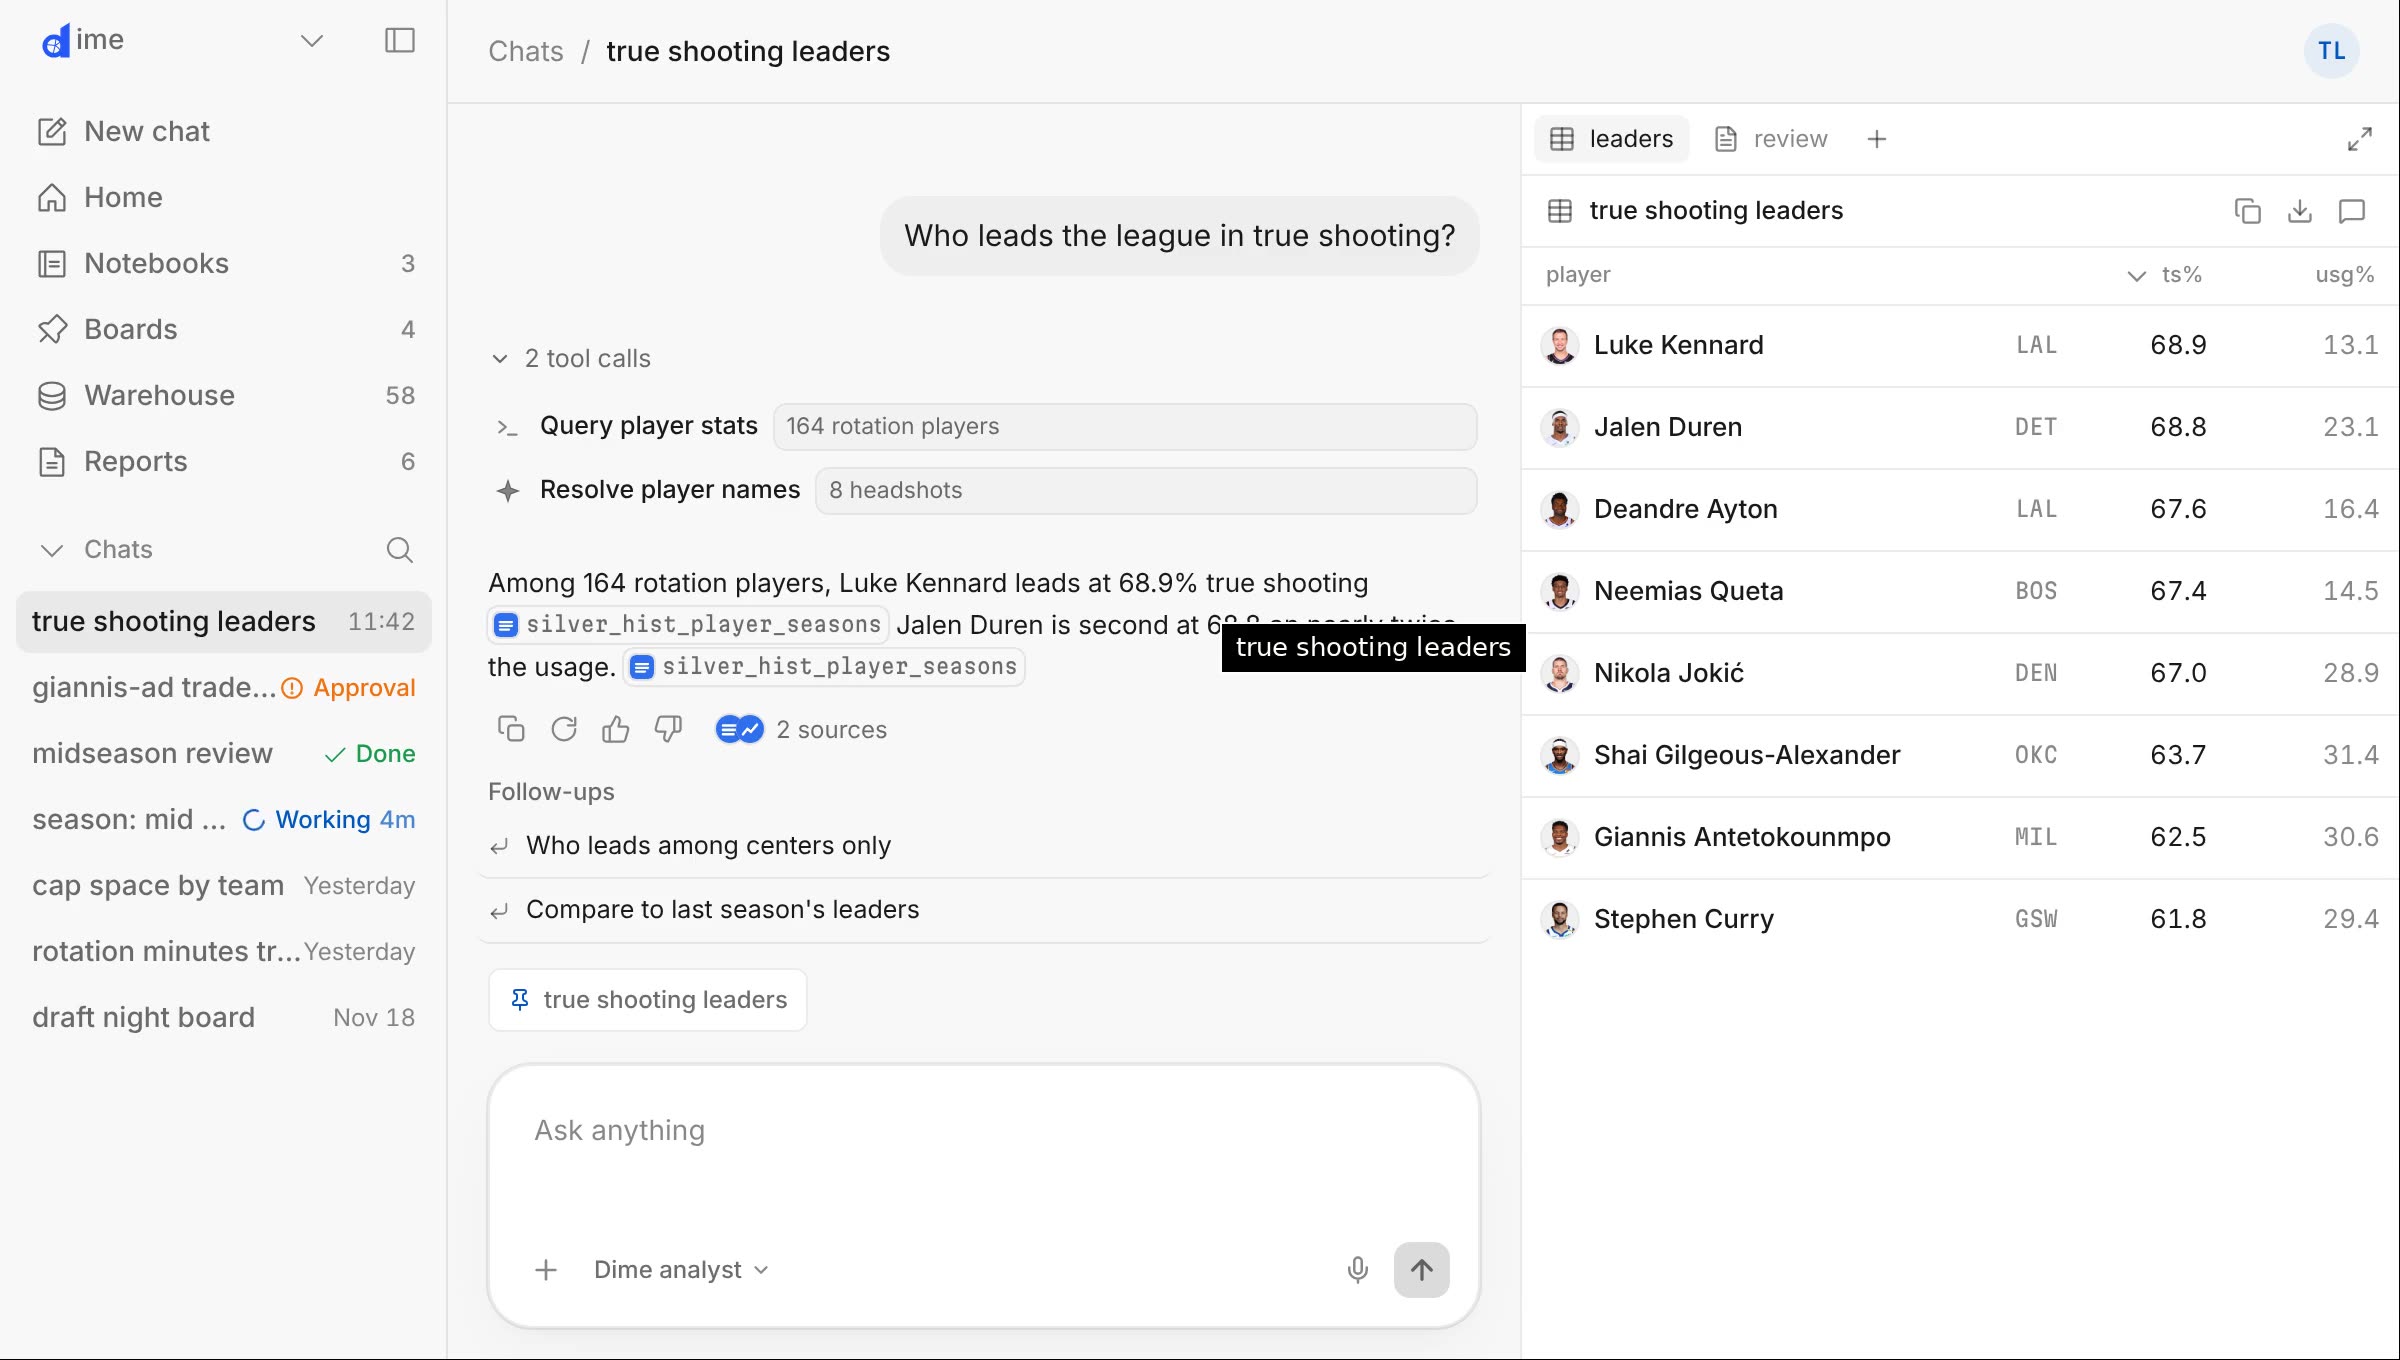 dime
New chat
Home
Notebooks 3
Boards 4
Warehouse 58
Reports 6
Chats
true shooting leaders 11:42
giannis-ad trade... Approval
midseason review Done
season: mid ... Working 4m
cap space by team Yesterday
rotation minutes tr... Yesterday
draft night board Nov 18
Chats / true shooting leaders
TL
Who leads the league in true shooting?
2 tool calls
Query player stats 164 rotation players
Resolve player names 8 headshots
Among 164 rotation players, Luke Kennard leads at 68.9% true shooting
silver_hist_player_seasons Jalen Duren is second at 68.8 on nearly twice
the usage. silver_hist_player_seasons
true shooting leaders
2 sources
Follow-ups
Who leads among centers only
Compare to last season's leaders
true shooting leaders
Ask anything
Dime analyst
leaders review
true shooting leaders
player ts% usg%
Luke Kennard LAL 68.9 13.1
Jalen Duren DET 68.8 23.1
Deandre Ayton LAL 67.6 16.4
Neemias Queta BOS 67.4 14.5
Nikola Jokić DEN 67.0 28.9
Shai Gilgeous-Alexander OKC 63.7 31.4
Giannis Antetokounmpo MIL 62.5 30.6
Stephen Curry GSW 61.8 29.4